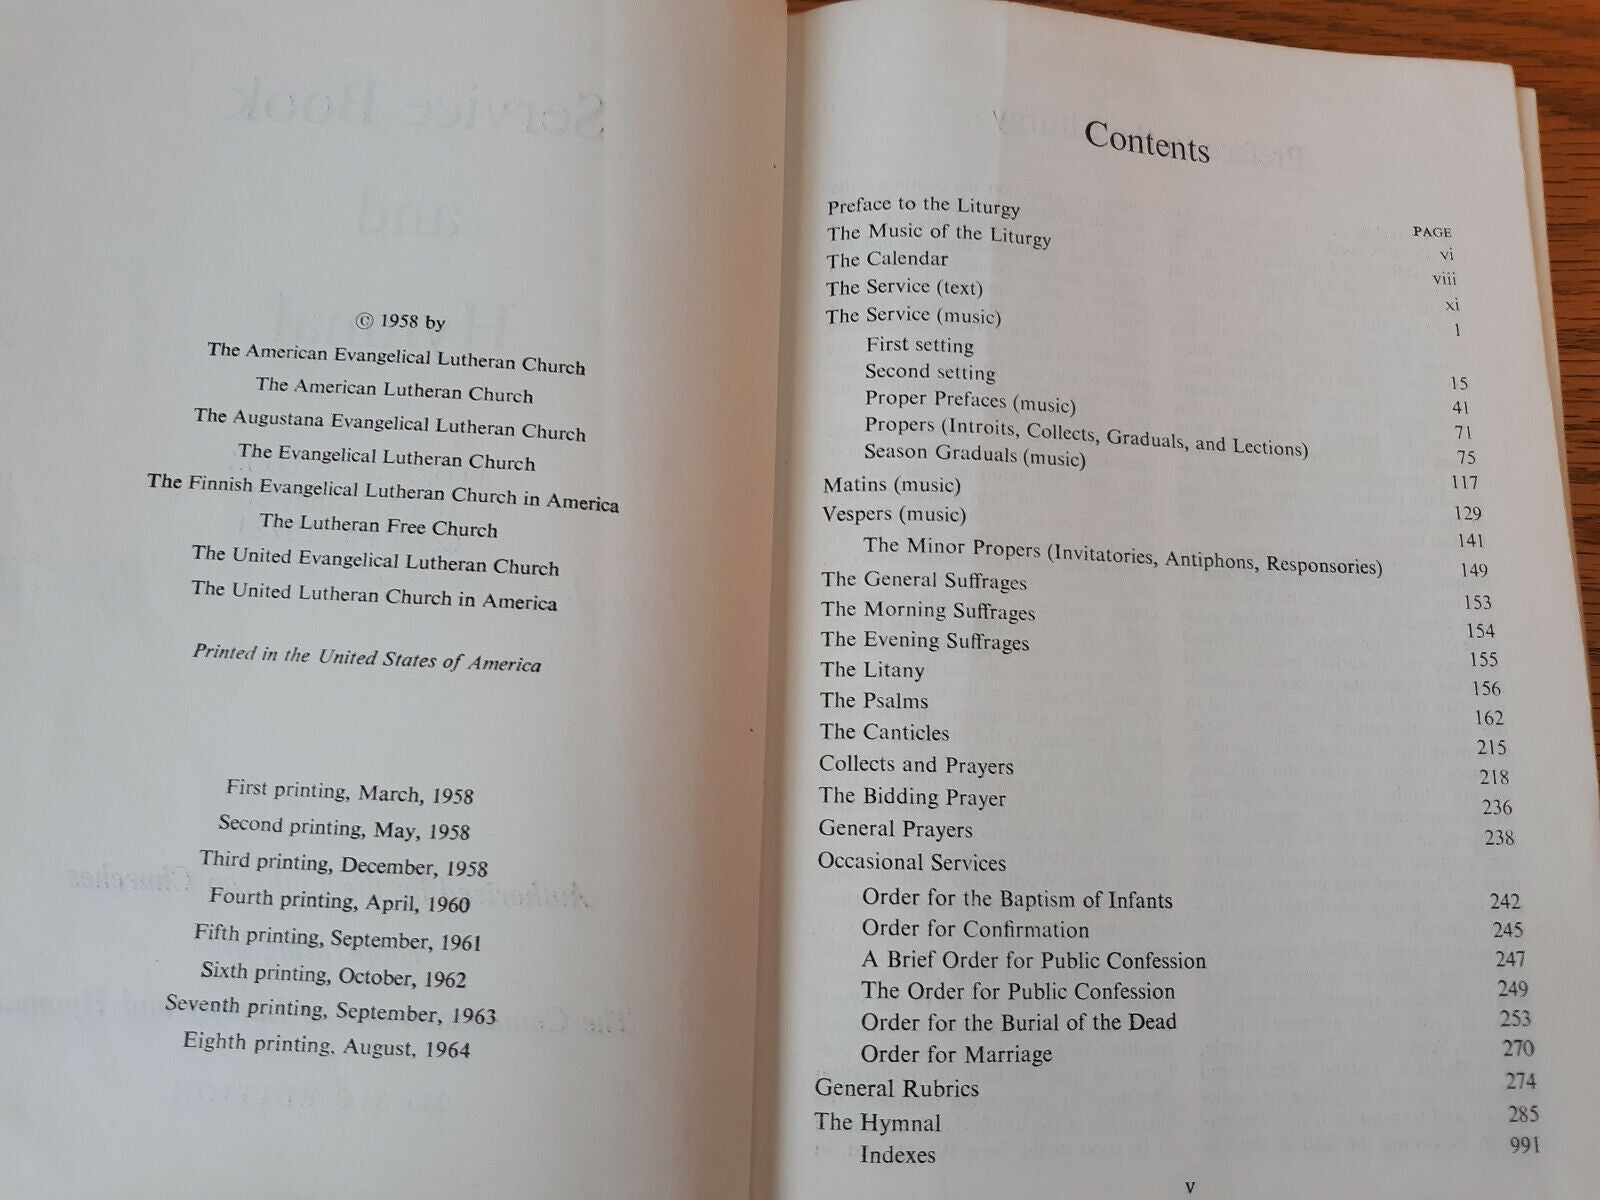 © 1958 by
The American Evangelical Lutheran Church
The American Lutheran Church
The Augustana Evangelical Lutheran Church
The Evangelical Lutheran Church
The Finnish Evangelical Lutheran Church in America
The Lutheran Free Church
The United Evangelical Lutheran Church
The United Lutheran Church in America
Printed in the United States of America
First printing, March, 1958
Second printing, May, 1958
Third printing, December, 1958
Fourth printing, April, 1960
Fifth printing, September, 1961
Sixth printing, October, 1962
Seventh printing, September, 1963
Eighth printing, August, 1964
Contents
PAGE
Preface to the Liturgy vi
The Music of the Liturgy viii
The Calendar xi
The Service (text) 1
The Service (music)
First setting 15
Second setting 41
Proper Prefaces (music) 71
Propers (Introits, Collects, Graduals, and Lections) 75
Season Graduals (music) 117
Matins (music) 129
Vespers (music) 141
The Minor Propers (Invitatories, Antiphons, Responsories) 149
The General Suffrages 153
The Morning Suffrages 154
The Evening Suffrages 155
The Litany 156
The Psalms 162
The Canticles 215
Collects and Prayers 218
The Bidding Prayer 236
General Prayers 238
Occasional Services
Order for the Baptism of Infants 242
Order for Confirmation 245
A Brief Order for Public Confession 247
The Order for Public Confession 249
Order for the Burial of the Dead 253
Order for Marriage 270
General Rubrics 274
The Hymnal 285
Indexes 991
v